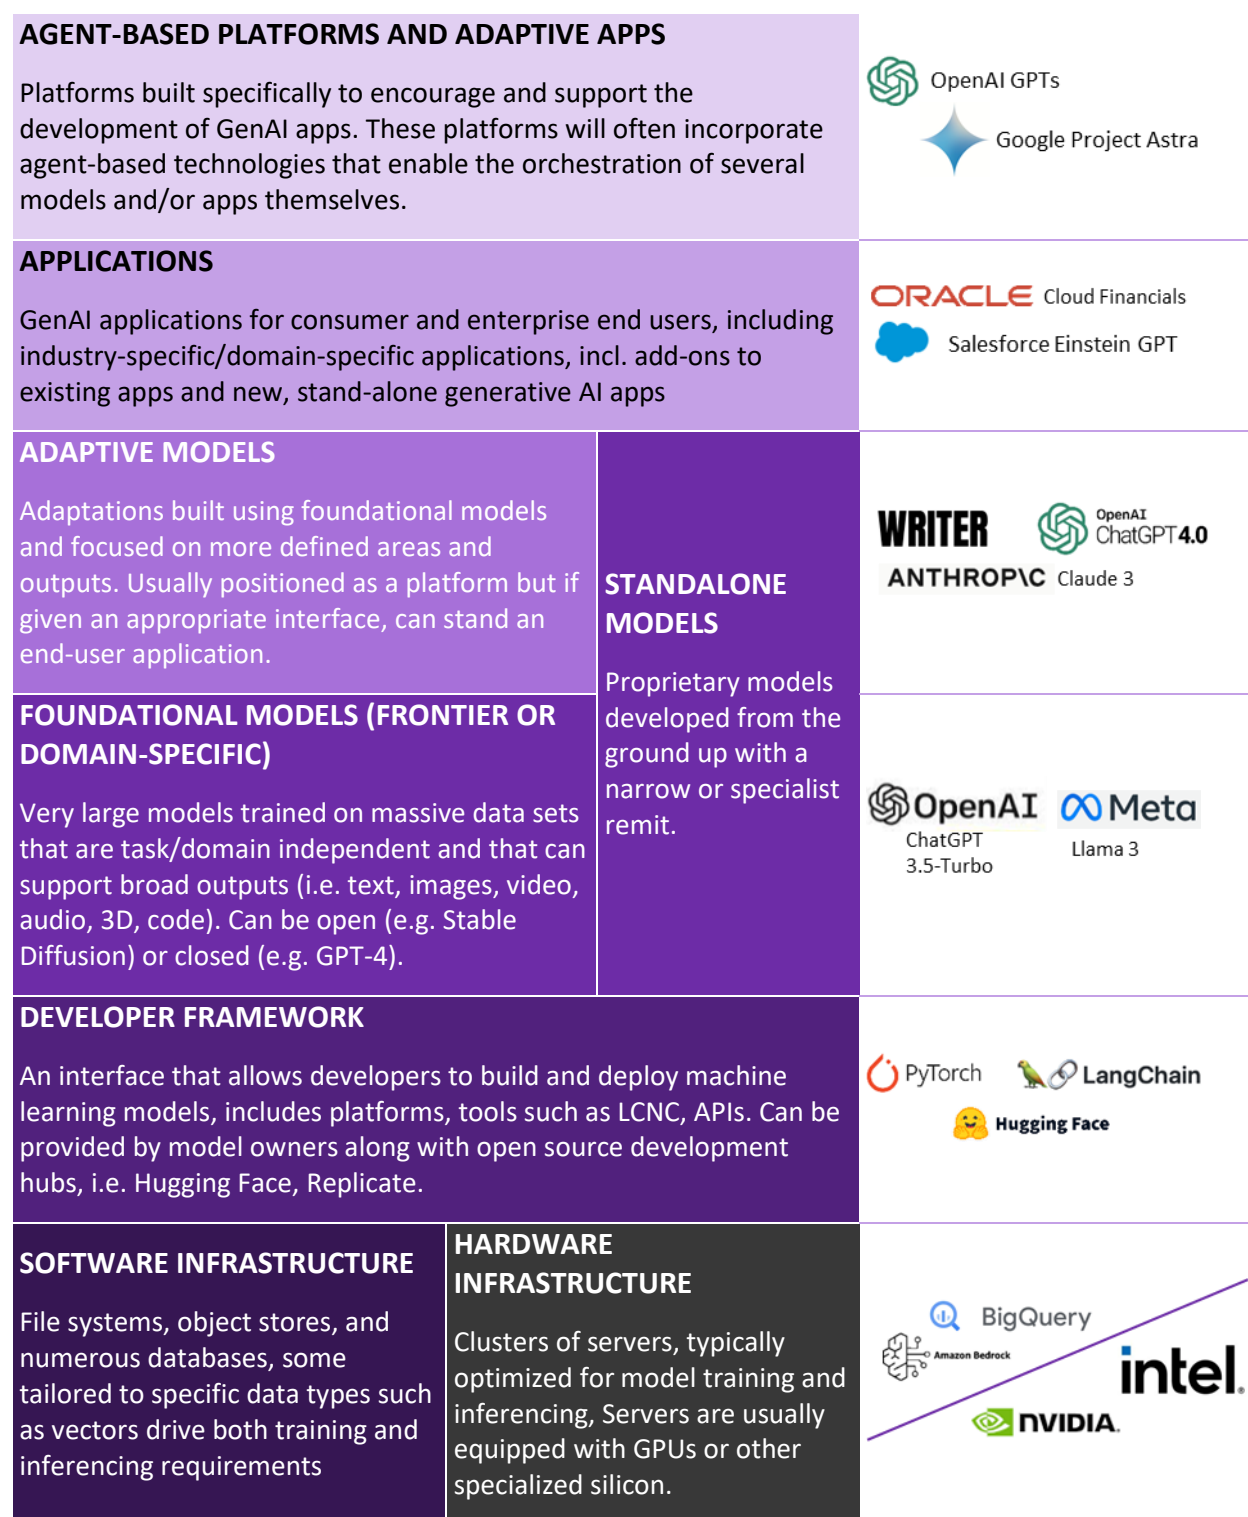 AGENT-BASED PLATFORMS AND ADAPTIVE APPS
Platforms built specifically to encourage and support the
development of GenAI apps. These platforms will often incorporate
agent-based technologies that enable the orchestration of several
models and/or apps themselves.
OpenAI GPTs
Google Project Astra
APPLICATIONS
GenAI applications for consumer and enterprise end users, including
industry-specific/domain-specific applications, incl. add-ons to
existing apps and new, stand-alone generative AI apps
ORACLE Cloud Financials
Salesforce Einstein GPT
ADAPTIVE MODELS
Adaptations built using foundational models
and focused on more defined areas and
outputs. Usually positioned as a platform but if
given an appropriate interface, can stand an
end-user application.
STANDALONE
MODELS
Proprietary models
developed from the
ground up with a
narrow or specialist
remit.
WRITER
OpenAI
ChatGPT4.0
ANTHROP\C Claude 3
FOUNDATIONAL MODELS (FRONTIER OR
DOMAIN-SPECIFIC)
Very large models trained on massive data sets
that are task/domain independent and that can
support broad outputs (i.e. text, images, video,
audio, 3D, code). Can be open (e.g. Stable
Diffusion) or closed (e.g. GPT-4).
OpenAI
ChatGPT
3.5-Turbo
Meta
Llama 3
DEVELOPER FRAMEWORK
An interface that allows developers to build and deploy machine
learning models, includes platforms, tools such as LCNC, APIs. Can be
provided by model owners along with open source development
hubs, i.e. Hugging Face, Replicate.
PyTorch
LangChain
Hugging Face
SOFTWARE INFRASTRUCTURE
File systems, object stores, and
numerous databases, some
tailored to specific data types such
as vectors drive both training and
inferencing requirements
HARDWARE
INFRASTRUCTURE
Clusters of servers, typically
optimized for model training and
inferencing, Servers are usually
equipped with GPUs or other
specialized silicon.
BigQuery
Amazon Bedrock
intel.
NVIDIA.